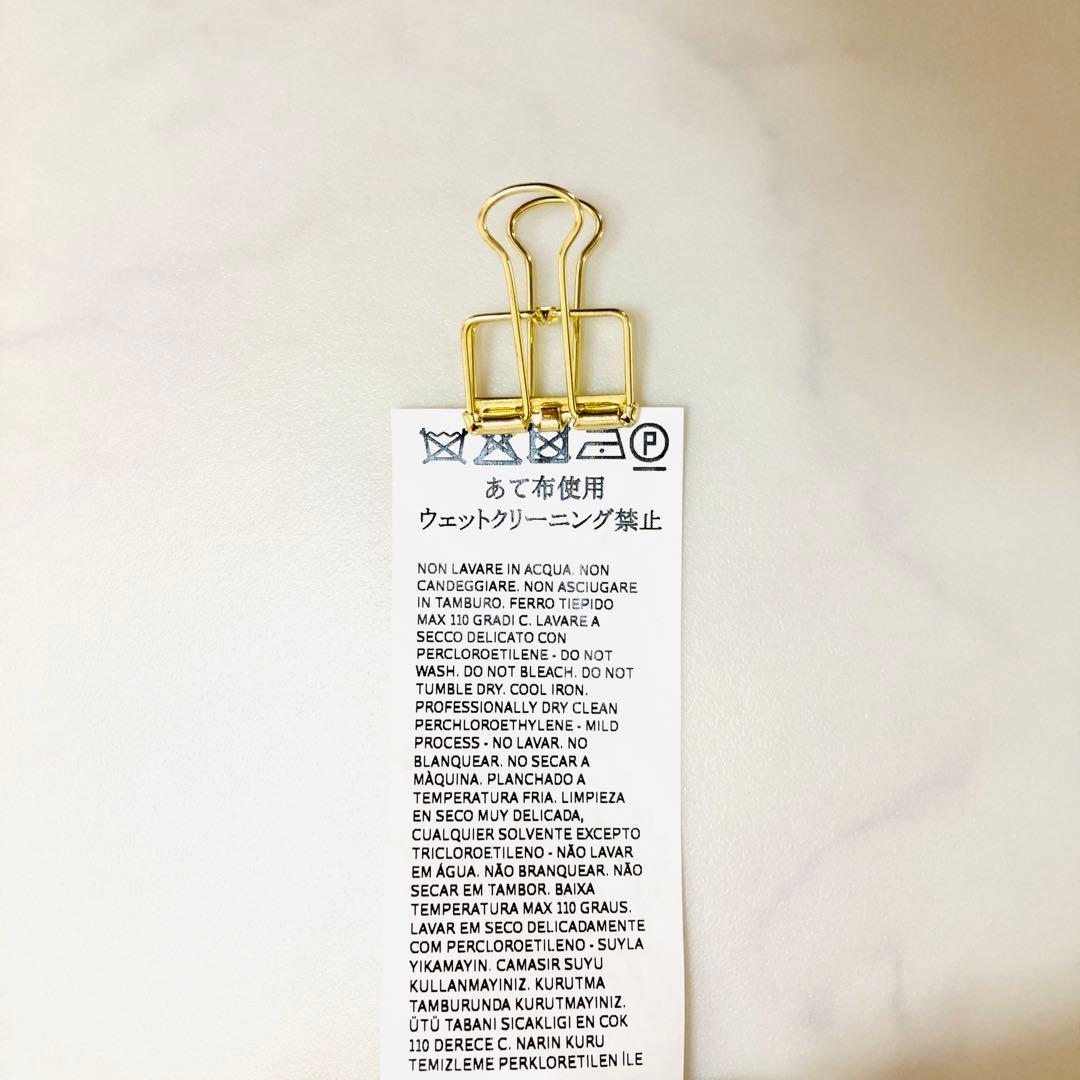 P
あて布使用
ウェットクリーニング禁止
NON LAVARE IN ACQUA. NON
CANDEGGIARE. NON ASCIUGARE
IN TAMBURO. FERRO TIEPIDO
MAX 110 GRADI C. LAVARE A
SECCO DELICATO CON
PERCLOROETILENE - DO NOT
WASH. DO NOT BLEACH. DO NOT
TUMBLE DRY. COOL IRON.
PROFESSIONALLY DRY CLEAN
PERCHLOROETHYLENE - MILD
PROCESS - NO LAVAR. NO
BLANQUEAR. NO SECAR A
MÀQUINA. PLANCHADO A
TEMPERATURA FRIA. LIMPIEZA
EN SECO MUY DELICADA,
CUALQUIER SOLVENTE EXCEPTO
TRICLOROETILENO - NÃO LAVAR
EM ÁGUA. NÃO BRANQUEAR. NÃO
SECAR EM TAMBOR. BAIXA
TEMPERATURA MAX 110 GRAUS.
LAVAR EM SECO DELICADAMENTE
COM PERCLOROETILENO - SUYLA
YIKAMAYIN. CAMASIR SUYU
KULLANMAYINIZ. KURUTMA
TAMBURUNDA KURUTMAYINIZ.
ÜTÜ TABANI SICAKLIGI EN COK
110 DERECE C. NARIN KURU
TEMIZLEME PERKLORETILEN İLE